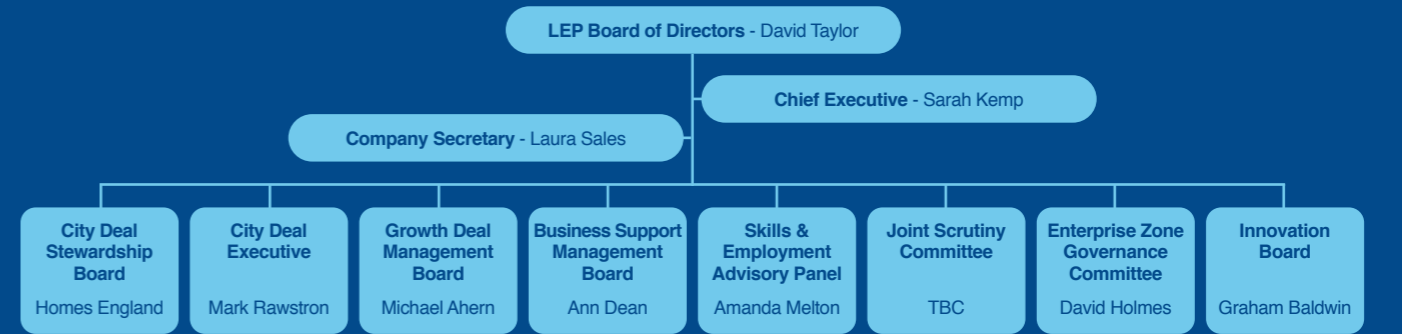 LEP Board of Directors - David Taylor
Chief Executive - Sarah Kemp
Company Secretary - Laura Sales
City Deal
Stewardship
Board
Homes England
City Deal
Executive
Mark Rawstron
Growth Deal
Management
Board
Michael Ahern
Business Support
Management
Board
Ann Dean
Skills &
Employment
Advisory Panel
Amanda Melton
Joint Scrutiny
Committee
TBC
Enterprise Zone
Governance
Committee
David Holmes
Innovation
Board
Graham Baldwin